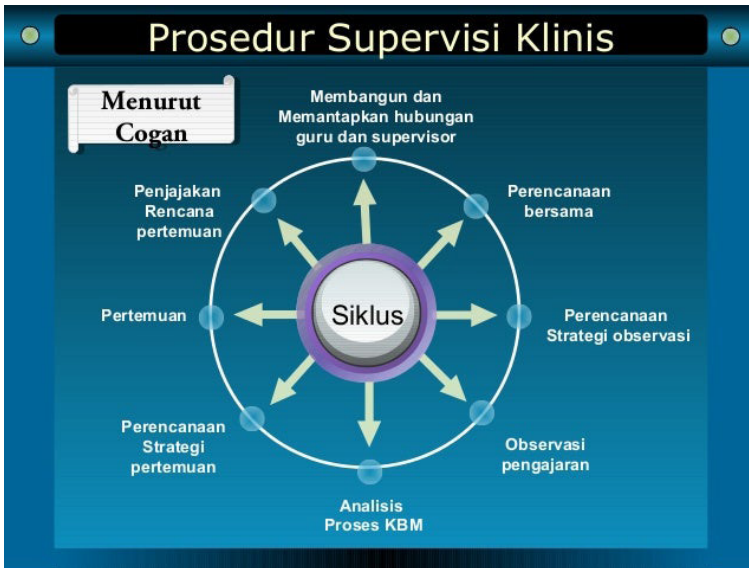 Prosedur Supervisi Klinis
Menurut
Cogan
Membangun dan
Memantapkan hubungan
guru dan supervisor
Perencanaan
bersama
Perencanaan
Strategi observasi
Observasi
pengajaran
Analisis
Proses KBM
Perencanaan
Strategi
pertemuan
Pertemuan
Penjajakan
Rencana
pertemuan
Siklus